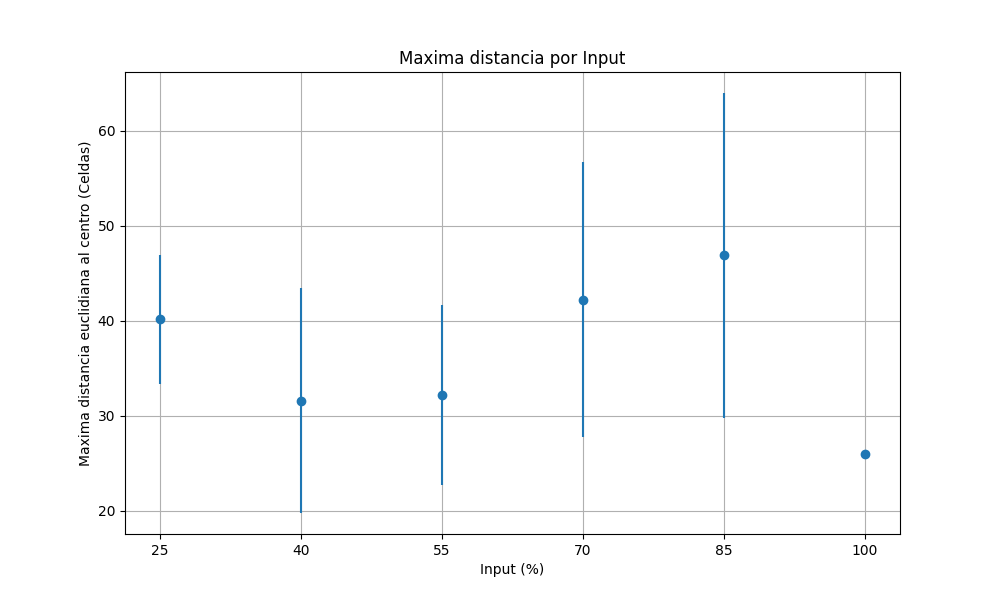 Maxima distancia por Input
Maxima distancia euclidiana al centro (Celdas)
60
50
40
30
20
25 40 55 70 85 100
Input (%)